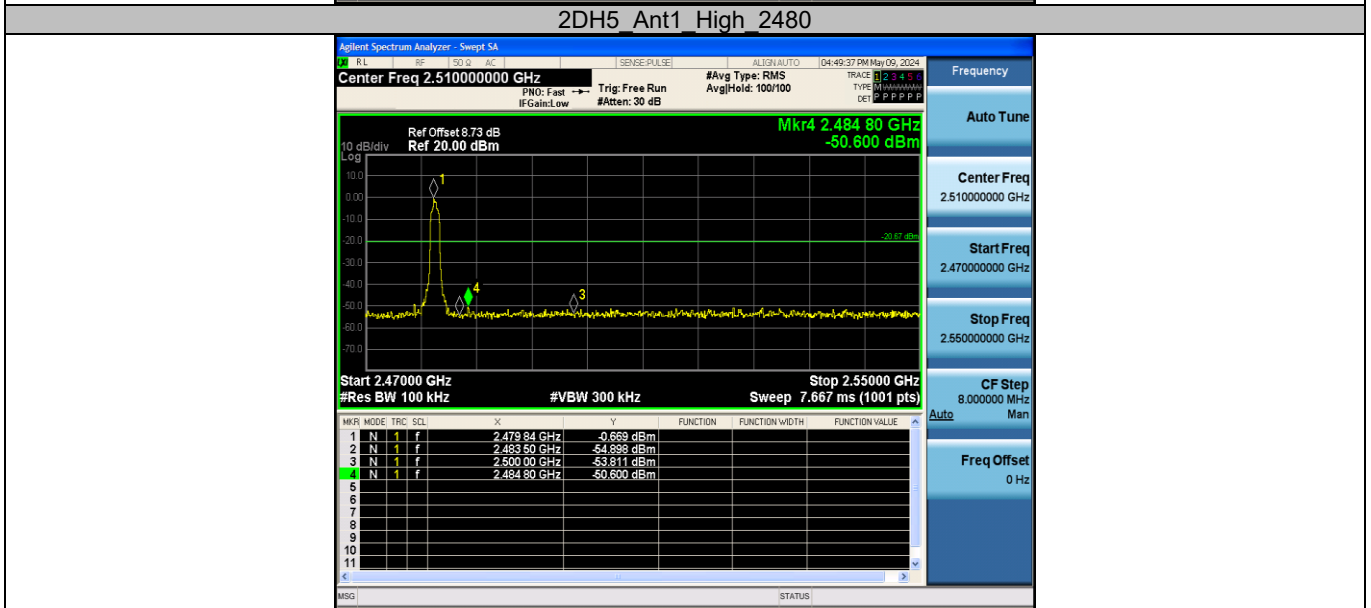 2DH5_Ant1_High_2480
Agilent Spectrum Analyzer - Swept SA
LXI RL RF 50 Ω AC SENSE:PULSE ALIGN AUTO 04:49:37 PM May 09, 2024
Center Freq 2.510000000 GHz
PNO: Fast
IFGain:Low
Trig: Free Run
#Atten: 30 dB
#Avg Type: RMS
Avg|Hold: 100/100
TRACE 1 2 3 4 5 6
TYPE M WWWWW
DET P P P P P P
Frequency
Auto Tune
Center Freq
2.510000000 GHz
Start Freq
2.470000000 GHz
Stop Freq
2.550000000 GHz
CF Step
8.000000 MHz
Auto Man
Freq Offset
0 Hz
Mkr4 2.484 80 GHz
-50.600 dBm
Ref Offset 8.73 dB
10 dB/div Ref 20.00 dBm
Log
10.0
0.00
-10.0
-20.0
-30.0
-40.0
-50.0
-60.0
-70.0
1
4
3
-20.67 dBm
Start 2.47000 GHz Stop 2.55000 GHz
#Res BW 100 kHz #VBW 300 kHz Sweep 7.667 ms (1001 pts)
MKR MODE TRC SCL X Y FUNCTION FUNCTION WIDTH FUNCTION VALUE
1 N 1 f 2.479 84 GHz -0.669 dBm
2 N 1 f 2.483 50 GHz -54.898 dBm
3 N 1 f 2.500 00 GHz -53.811 dBm
4 N 1 f 2.484 80 GHz -50.600 dBm
5
6
7
8
9
10
11
MSG STATUS